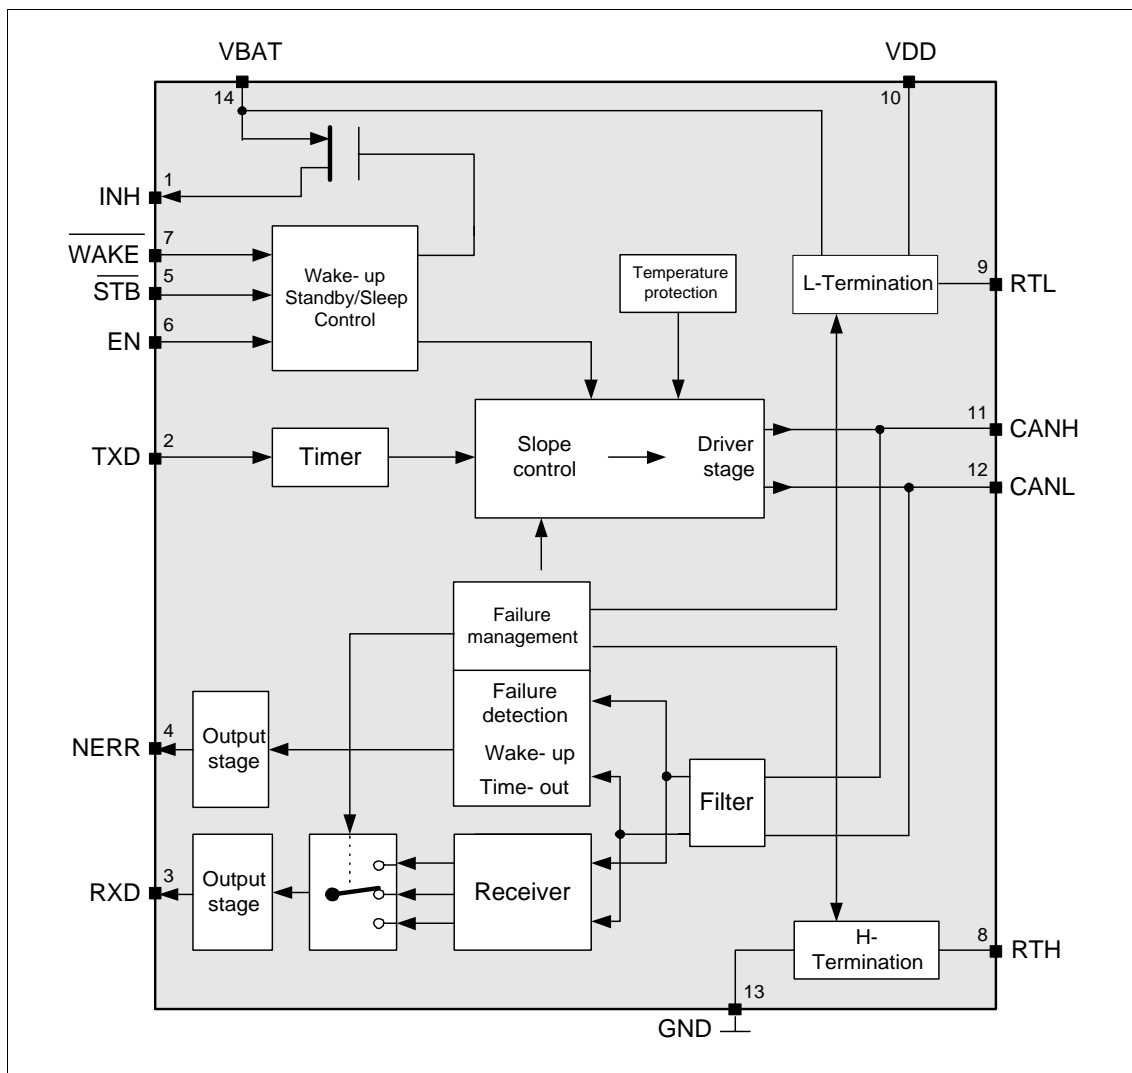 VBAT
VDD
14
10
1
INH
7
WAKE
5
STB
6
EN
Wake- up
Standby/Sleep
Control
Temperature
protection
L-Termination
9
RTL
11
CANH
12
CANL
2
TXD
Timer
Slope
control
Driver
stage
Failure
management
Failure
detection
Wake- up
Time- out
4
NERR
Output
stage
Filter
3
RXD
Output
stage
Receiver
H-
Termination
8
RTH
13
GND